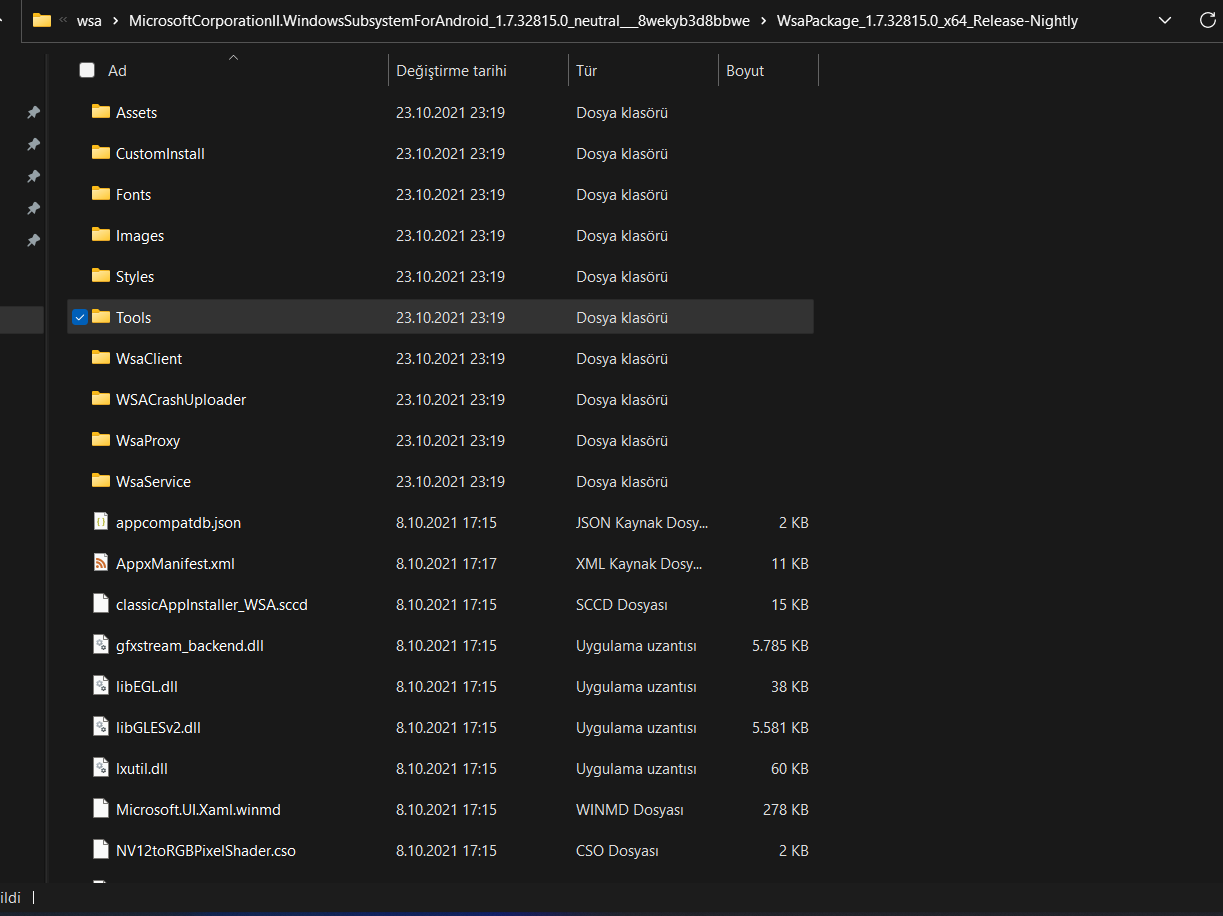 « wsa > MicrosoftCorporationII.WindowsSubsystemForAndroid_1.7.32815.0_neutral___8wekyb3d8bbwe > WsaPackage_1.7.32815.0_x64_Release-Nightly
Ad Değiştirme tarihi Tür Boyut
Assets 23.10.2021 23:19 Dosya klasörü
CustomInstall 23.10.2021 23:19 Dosya klasörü
Fonts 23.10.2021 23:19 Dosya klasörü
Images 23.10.2021 23:19 Dosya klasörü
Styles 23.10.2021 23:19 Dosya klasörü
Tools 23.10.2021 23:19 Dosya klasörü
WsaClient 23.10.2021 23:19 Dosya klasörü
WSACrashUploader 23.10.2021 23:19 Dosya klasörü
WsaProxy 23.10.2021 23:19 Dosya klasörü
WsaService 23.10.2021 23:19 Dosya klasörü
appcompatdb.json 8.10.2021 17:15 JSON Kaynak Dosy... 2 KB
AppxManifest.xml 8.10.2021 17:17 XML Kaynak Dosy... 11 KB
classicAppInstaller_WSA.sccd 8.10.2021 17:15 SCCD Dosyası 15 KB
gfxstream_backend.dll 8.10.2021 17:15 Uygulama uzantısı 5.785 KB
libEGL.dll 8.10.2021 17:15 Uygulama uzantısı 38 KB
libGLESv2.dll 8.10.2021 17:15 Uygulama uzantısı 5.581 KB
lxutil.dll 8.10.2021 17:15 Uygulama uzantısı 60 KB
Microsoft.UI.Xaml.winmd 8.10.2021 17:15 WINMD Dosyası 278 KB
NV12toRGBPixelShader.cso 8.10.2021 17:15 CSO Dosyası 2 KB
ildi |